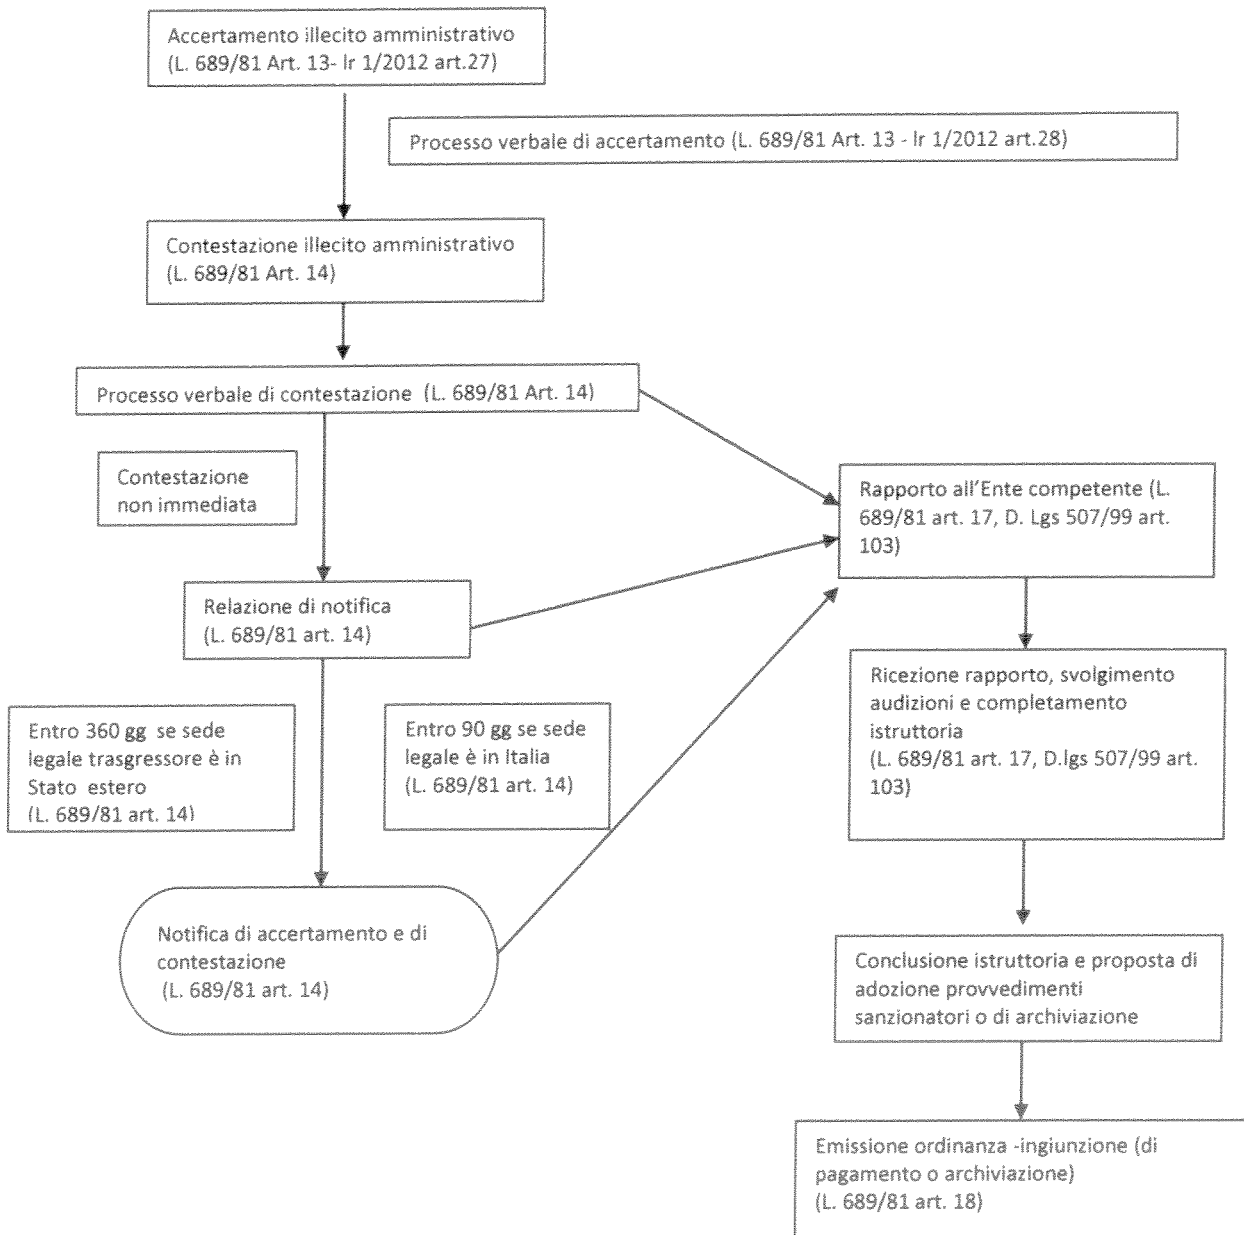 Accertamento illecito amministrativo
(L. 689/81 Art. 13- lr 1/2012 art.27)
Processo verbale di accertamento (L. 689/81 Art. 13 - lr 1/2012 art.28)
Contestazione illecito amministrativo
(L. 689/81 Art. 14)
Processo verbale di contestazione (L. 689/81 Art. 14)
Contestazione
non immediata
Rapporto all'Ente competente (L.
689/81 art. 17, D. Lgs 507/99 art.
103)
Relazione di notifica
(L. 689/81 art. 14)
Entro 360 gg se sede
legale trasgressore è in
Stato estero
(L. 689/81 art. 14)
Entro 90 gg se sede
legale è in Italia
(L. 689/81 art. 14)
Ricezione rapporto, svolgimento
audizioni e completamento
istruttoria
(L. 689/81 art. 17, D.lgs 507/99 art.
103)
Notifica di accertamento e di
contestazione
(L. 689/81 art. 14)
Conclusione istruttoria e proposta di
adozione provvedimenti
sanzionatori o di archiviazione
Emissione ordinanza -ingiunzione (di
pagamento o archiviazione)
(L. 689/81 art. 18)